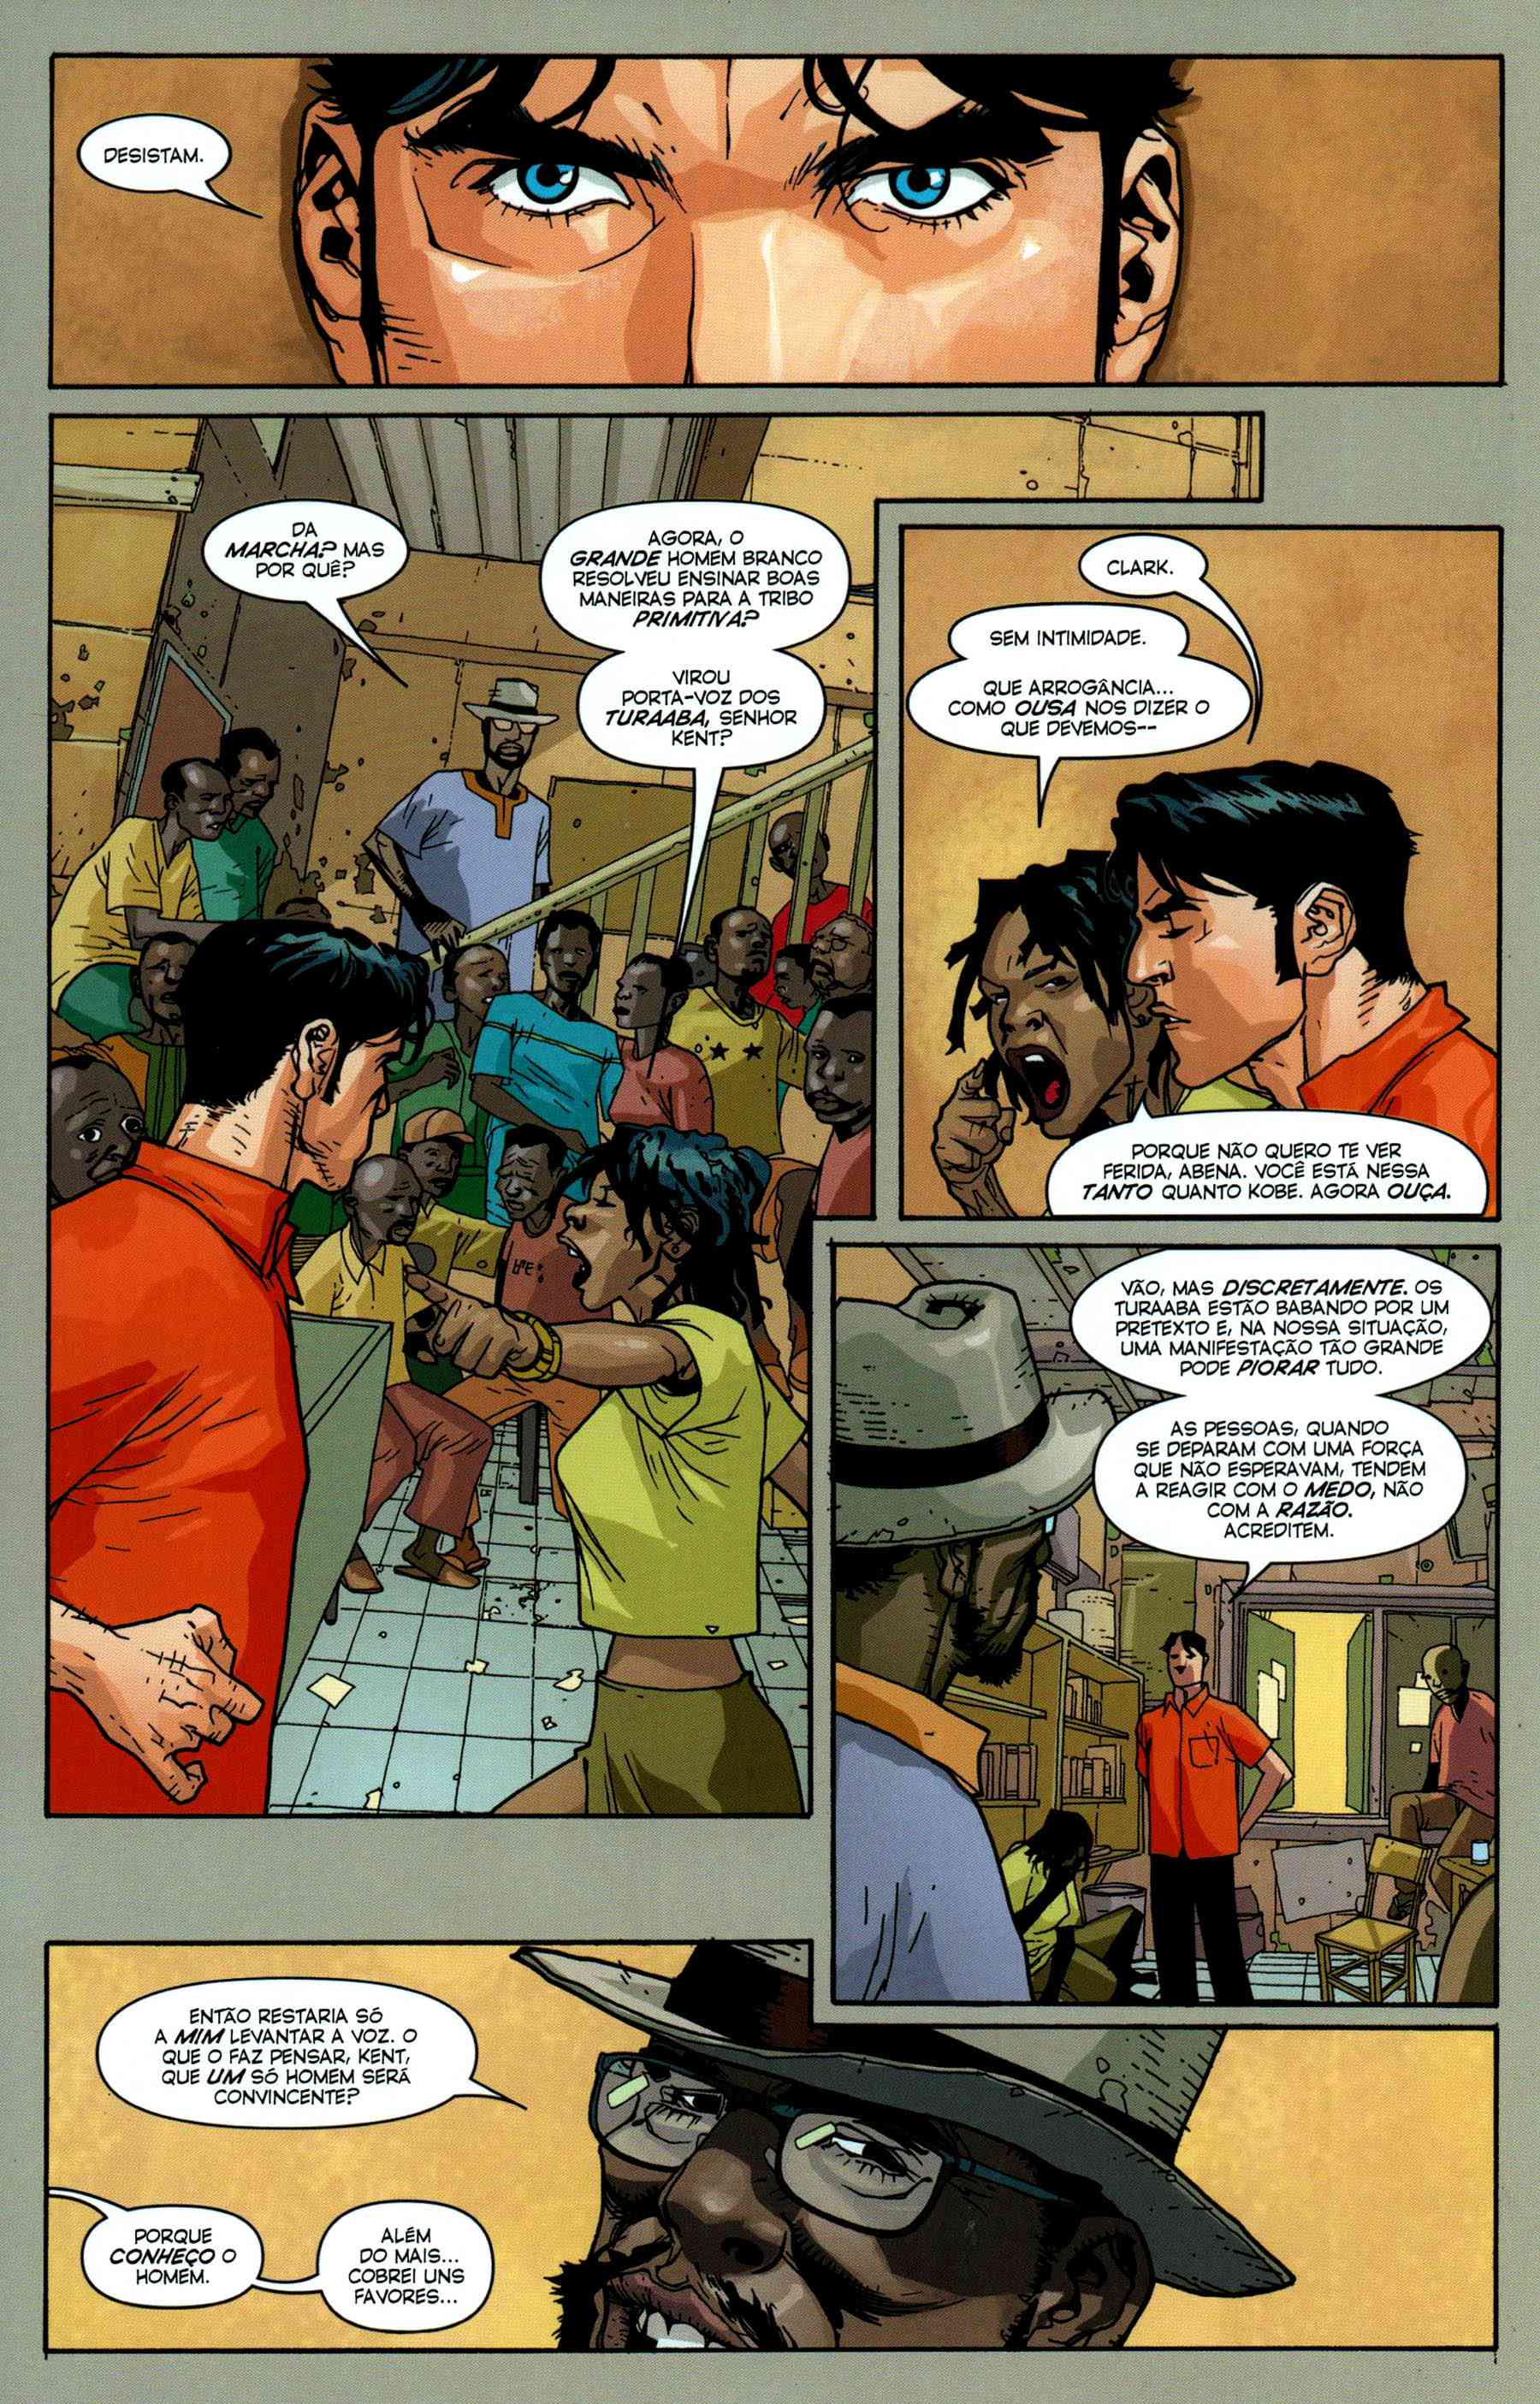 DESISTAM.
DA
MARCHA? MAS
POR QUÊ?
AGORA, O
GRANDE HOMEM BRANCO
RESOLVEU ENSINAR BOAS
MANEIRAS PARA A TRIBO
PRIMITIVA?
VIROU
PORTA-VOZ DOS
TURAABA, SENHOR
KENT?
CLARK.
SEM INTIMIDADE.
QUE ARROGÂNCIA...
COMO OUSA NOS DIZER O
QUE DEVEMOS--
PORQUE NÃO QUERO TE VER
FERIDA, ABENA. VOCÊ ESTÁ NESSA
TANTO QUANTO KOBE. AGORA OUÇA.
VÃO, MAS DISCRETAMENTE. OS
TURAABA ESTÃO BABANDO POR UM
PRETEXTO E, NA NOSSA SITUAÇÃO,
UMA MANIFESTAÇÃO TÃO GRANDE
PODE PIORAR TUDO.
AS PESSOAS, QUANDO
SE DEPARAM COM UMA FORÇA
QUE NÃO ESPERAVAM, TENDEM
A REAGIR COM O MEDO, NÃO
COM A RAZÃO.
ACREDITEM.
ENTÃO RESTARIA SÓ
A MIM LEVANTAR A VOZ. O
QUE O FAZ PENSAR, KENT,
QUE UM SÓ HOMEM SERÁ
CONVINCENTE?
PORQUE
CONHEÇO O
HOMEM.
ALÉM
DO MAIS...
COBREI UNS
FAVORES...